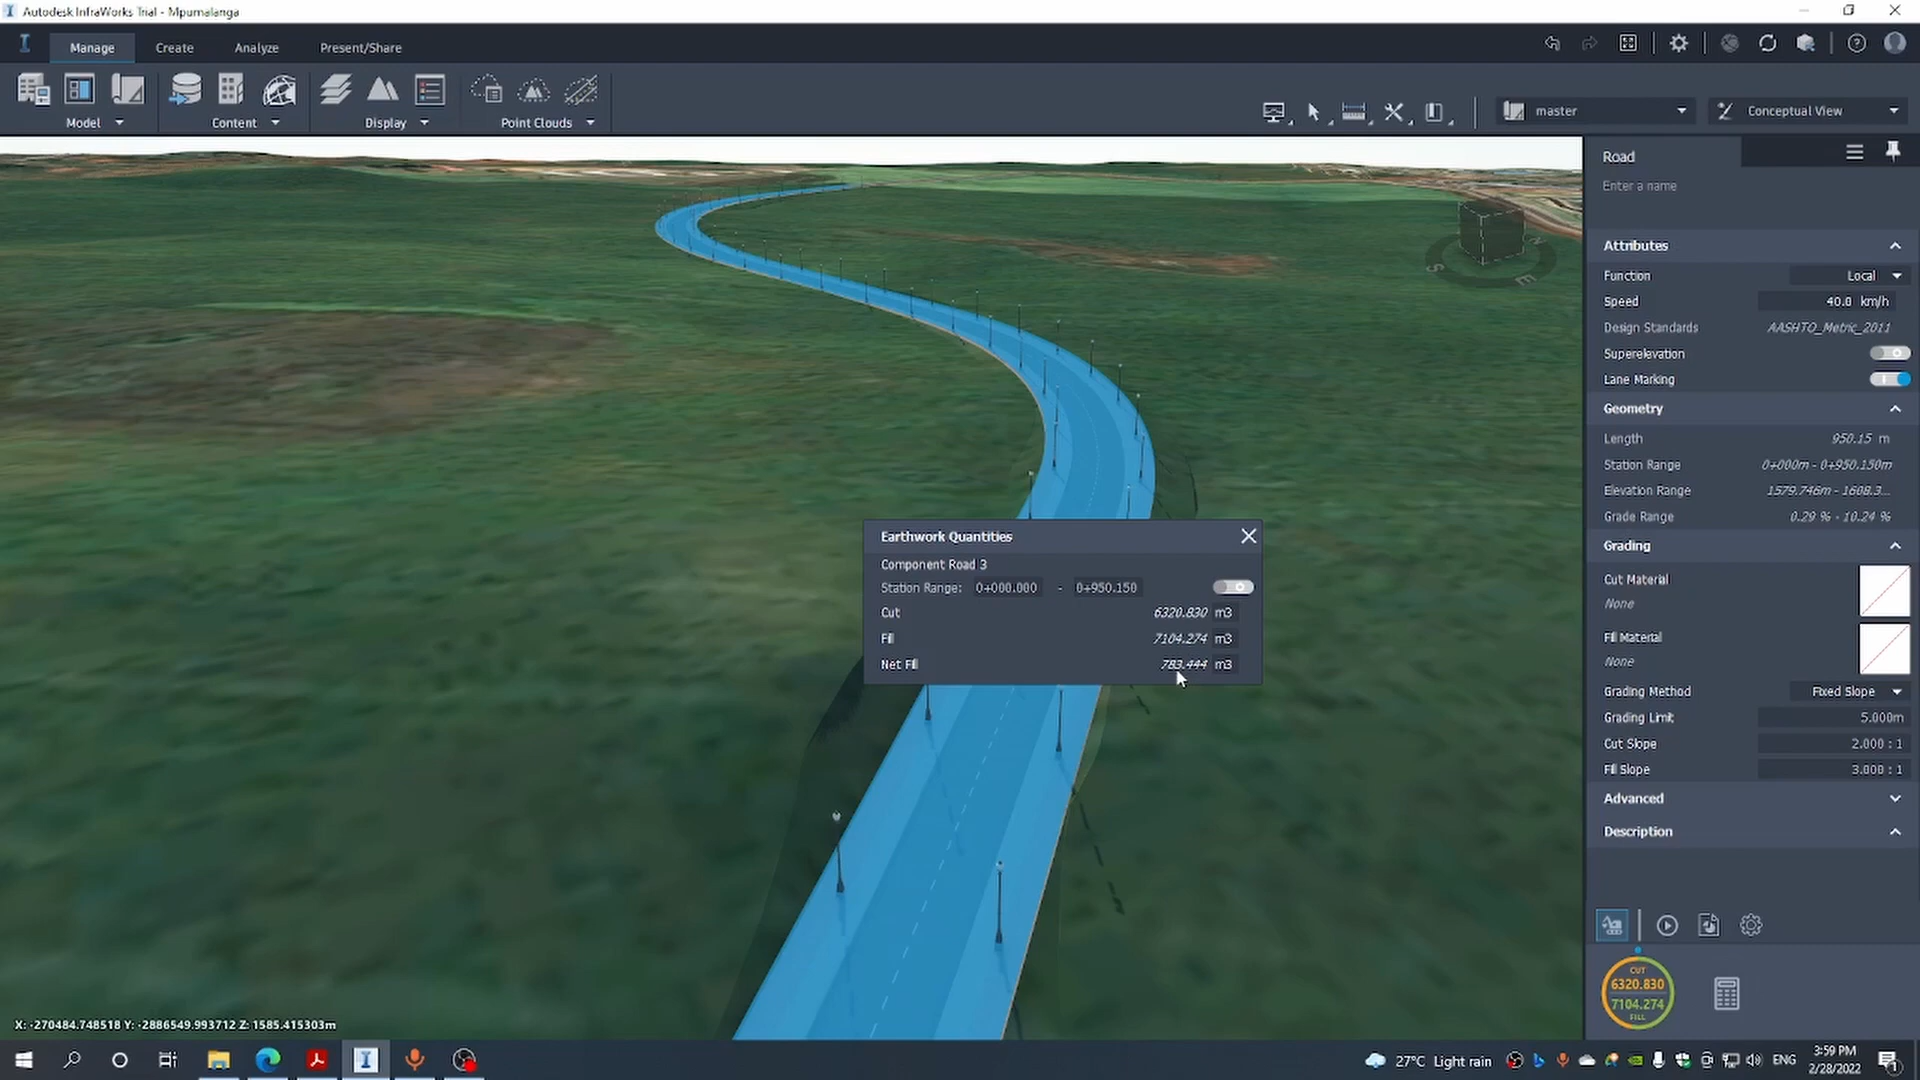 Autodesk InfraWorks Trial - Mpumalanga
Manage
Create
Analyze
Present/Share
Model
Content
Display
Point Clouds
master
Conceptual View
Road
Enter a name
Attributes
Function
Local
Speed
40.0 km/h
Design Standards
AASHTO_Metric_2011
Superelevation
Lane Marking
Geometry
Length
950.15 m
Station Range
0+000m - 0+950.150m
Elevation Range
1579.746m - 1608.3...
Grade Range
0.29 % - 10.24 %
Grading
Cut Material
None
Fill Material
None
Grading Method
Fixed Slope
Grading Limit
5.000m
Cut Slope
2.000 : 1
Fill Slope
3.000 : 1
Advanced
Description
CUT
6320.830
7104.274
FILL
S
E
N
Earthwork Quantities
Component Road 3
Station Range: 0+000.000 - 0+950.150
Cut 6320.830 m3
Fill 7104.274 m3
Net Fill 783.444 m3
X: -270484.748518 Y: -2886549.993712 Z: 1585.415303m
27°C Light rain
ENG
3:59 PM
2/28/2022
1